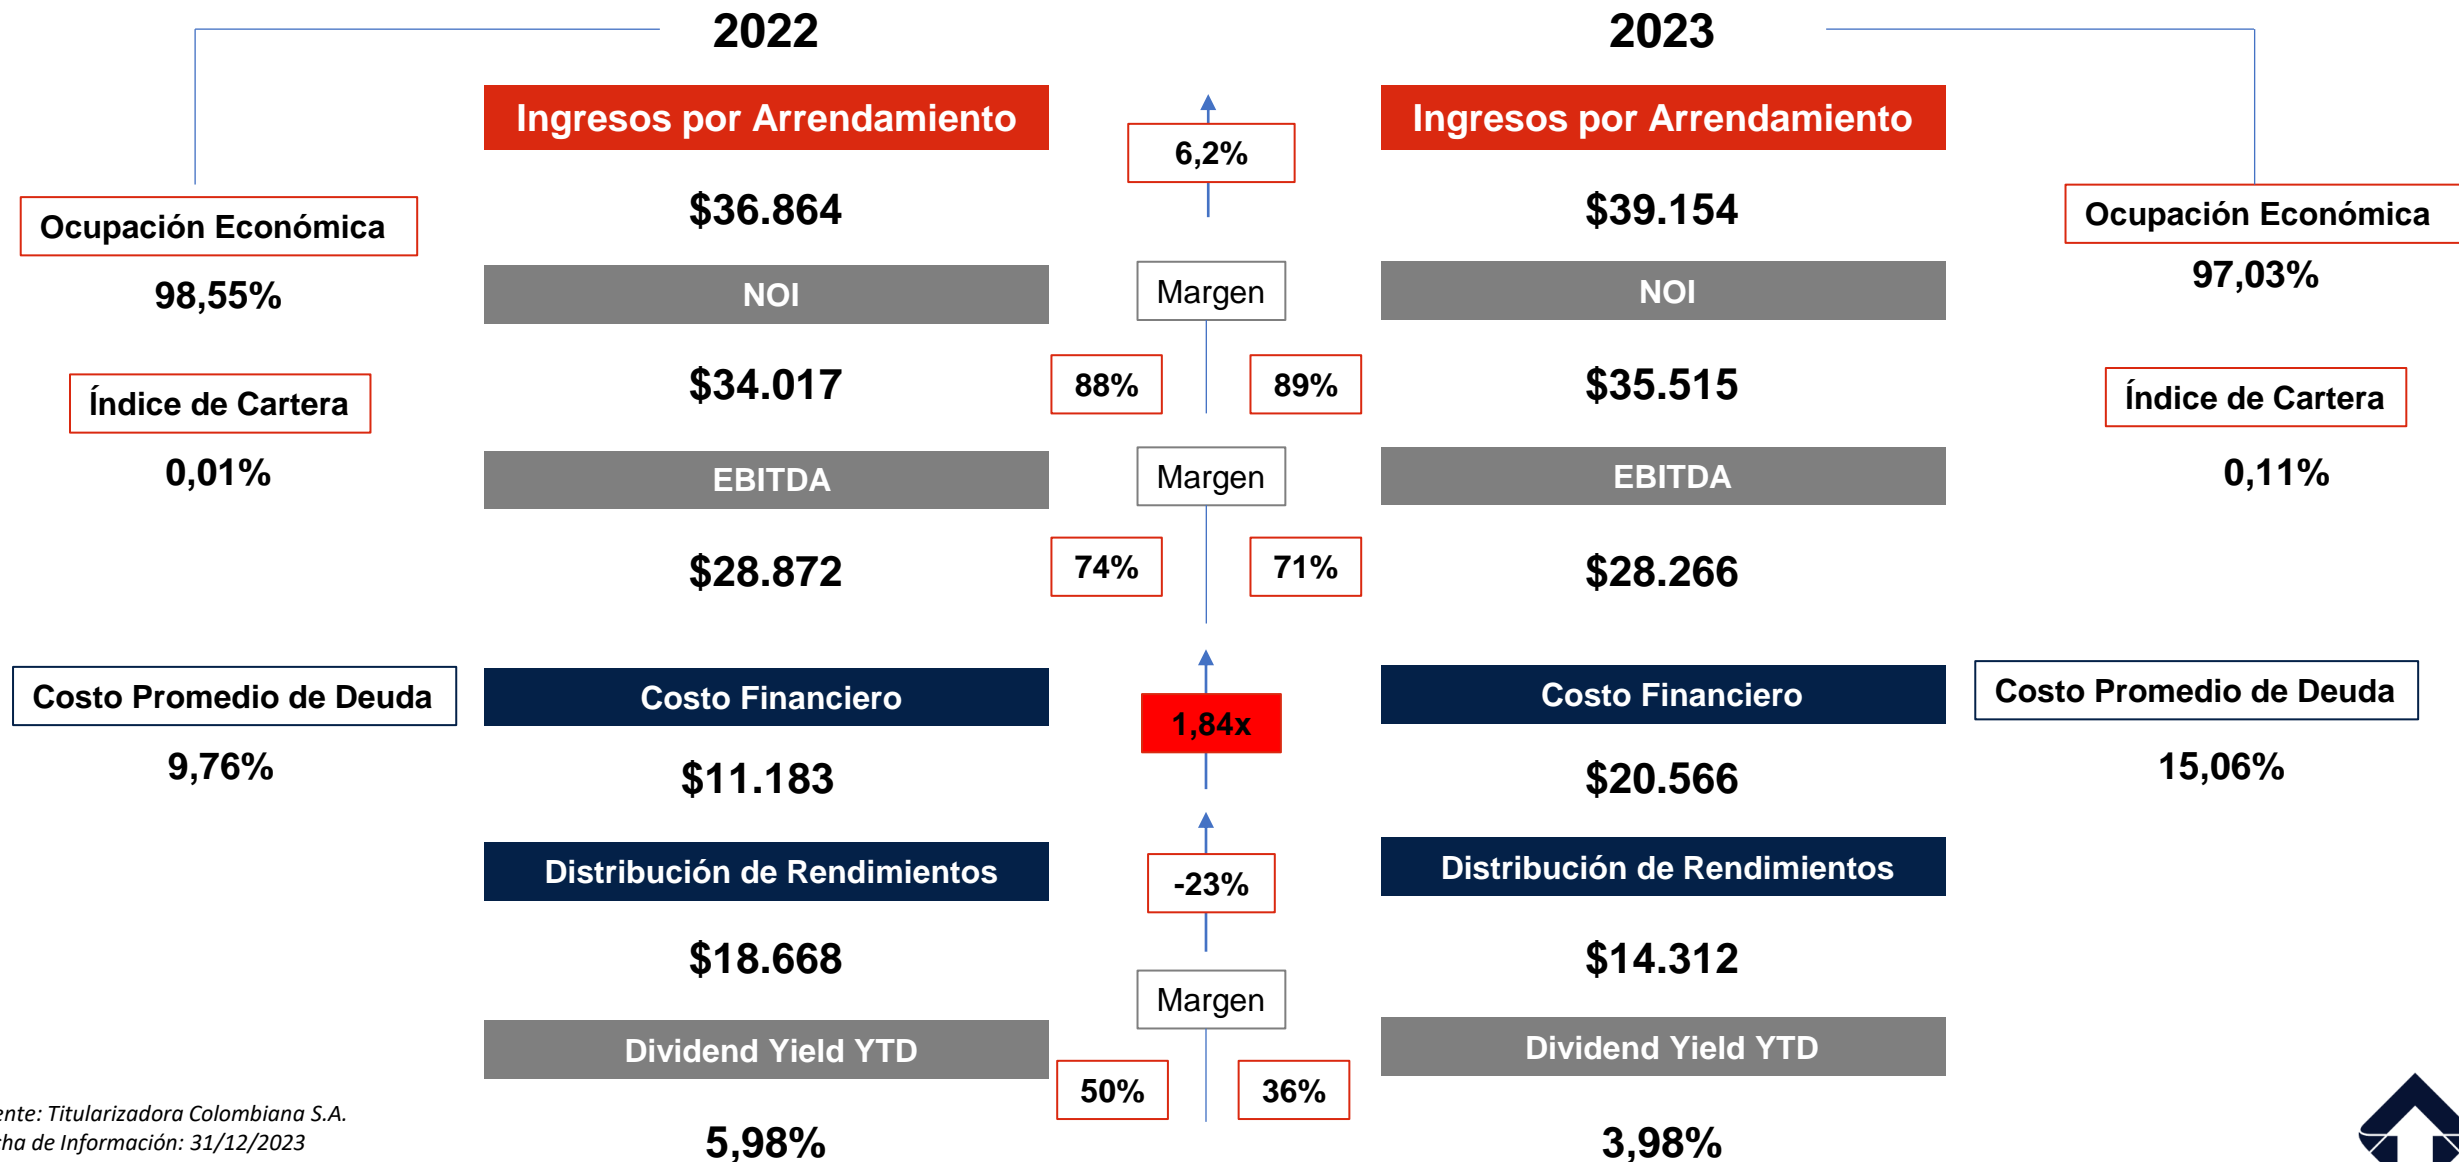 2022
2023
Ingresos por Arrendamiento
6,2%
Ingresos por Arrendamiento
$36.864
$39.154
Ocupación Económica
Ocupación Económica
98,55%
NOI
Margen
NOI
97,03%
$34.017
88%
89%
$35.515
Índice de Cartera
Índice de Cartera
0,01%
EBITDA
Margen
EBITDA
0,11%
$28.872
74%
71%
$28.266
Costo Promedio de Deuda
Costo Financiero
1,84x
Costo Financiero
Costo Promedio de Deuda
9,76%
$11.183
$20.566
15,06%
Distribución de Rendimientos
-23%
Distribución de Rendimientos
$18.668
$14.312
Margen
Dividend Yield YTD
Dividend Yield YTD
50%
36%
5,98%
3,98%
ente: Titularizadora Colombiana S.A.
cha de Información: 31/12/2023